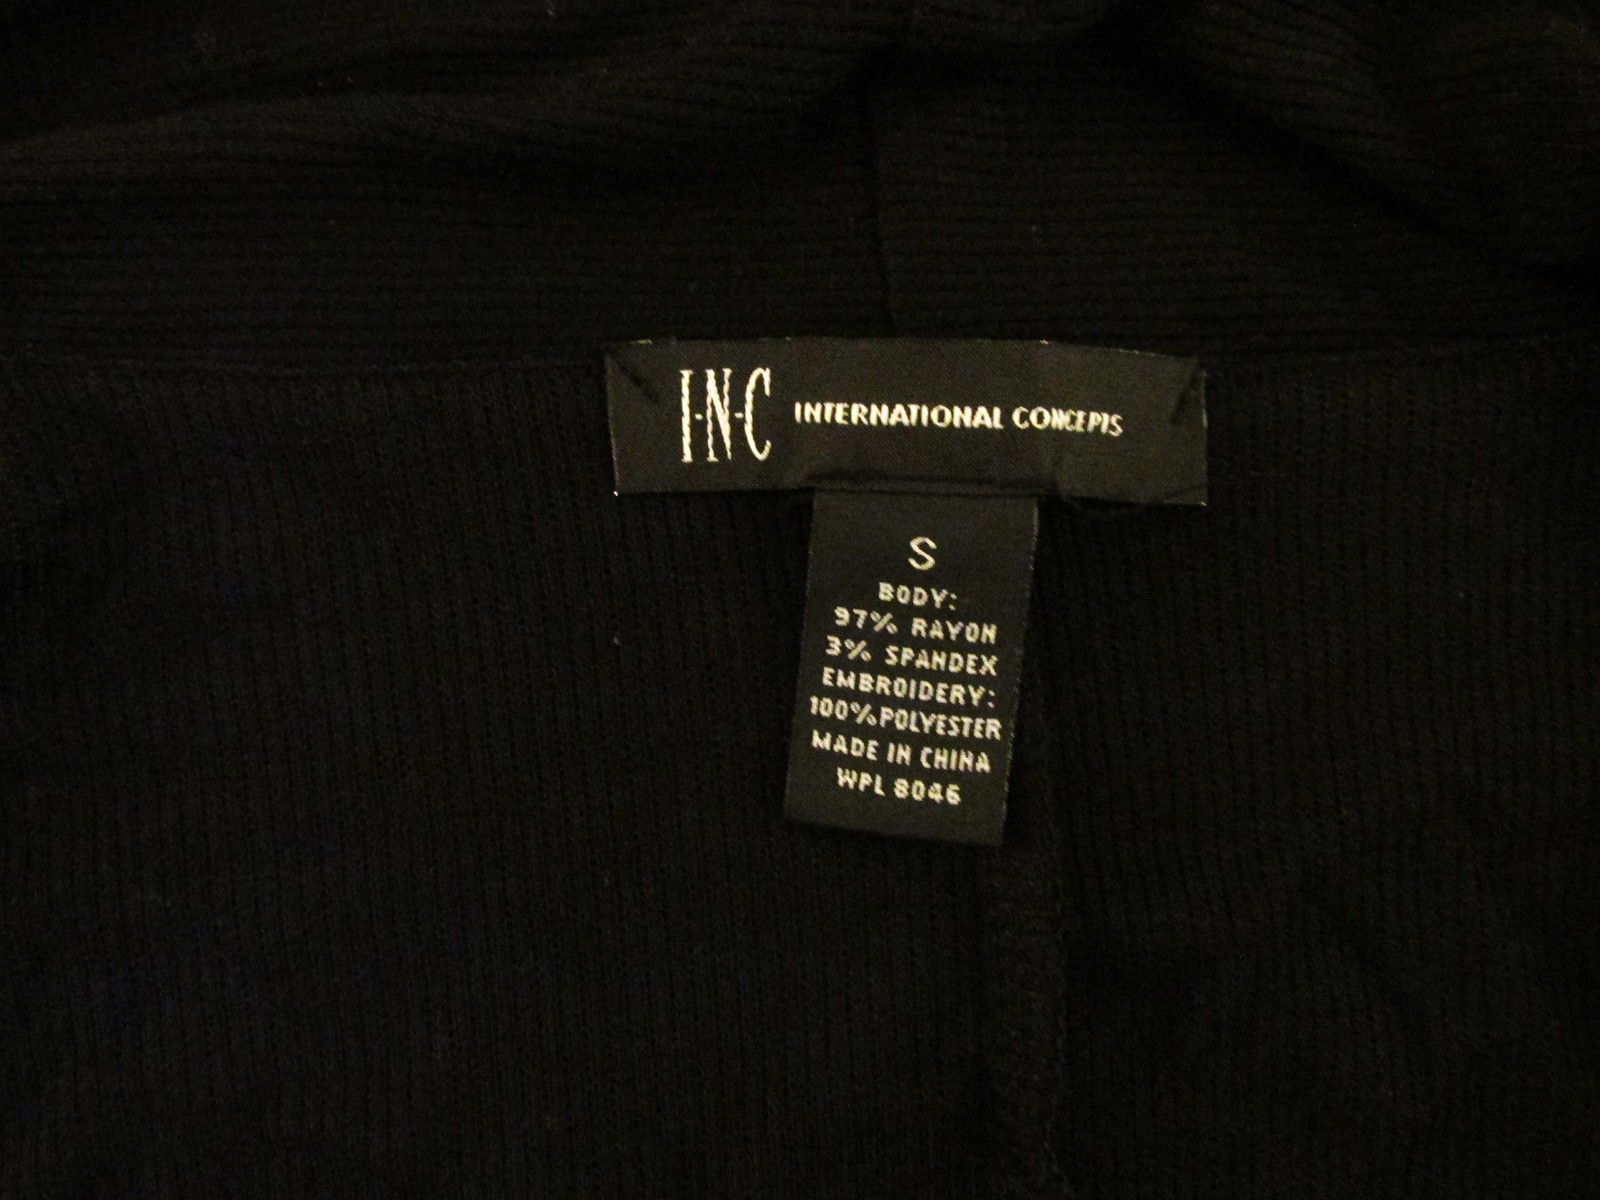 I·N·C INTERNATIONAL CONCEPTS
S
BODY:
97% RAYON
3% SPANDEX
EMBROIDERY:
100% POLYESTER
MADE IN CHINA
WPL 8046